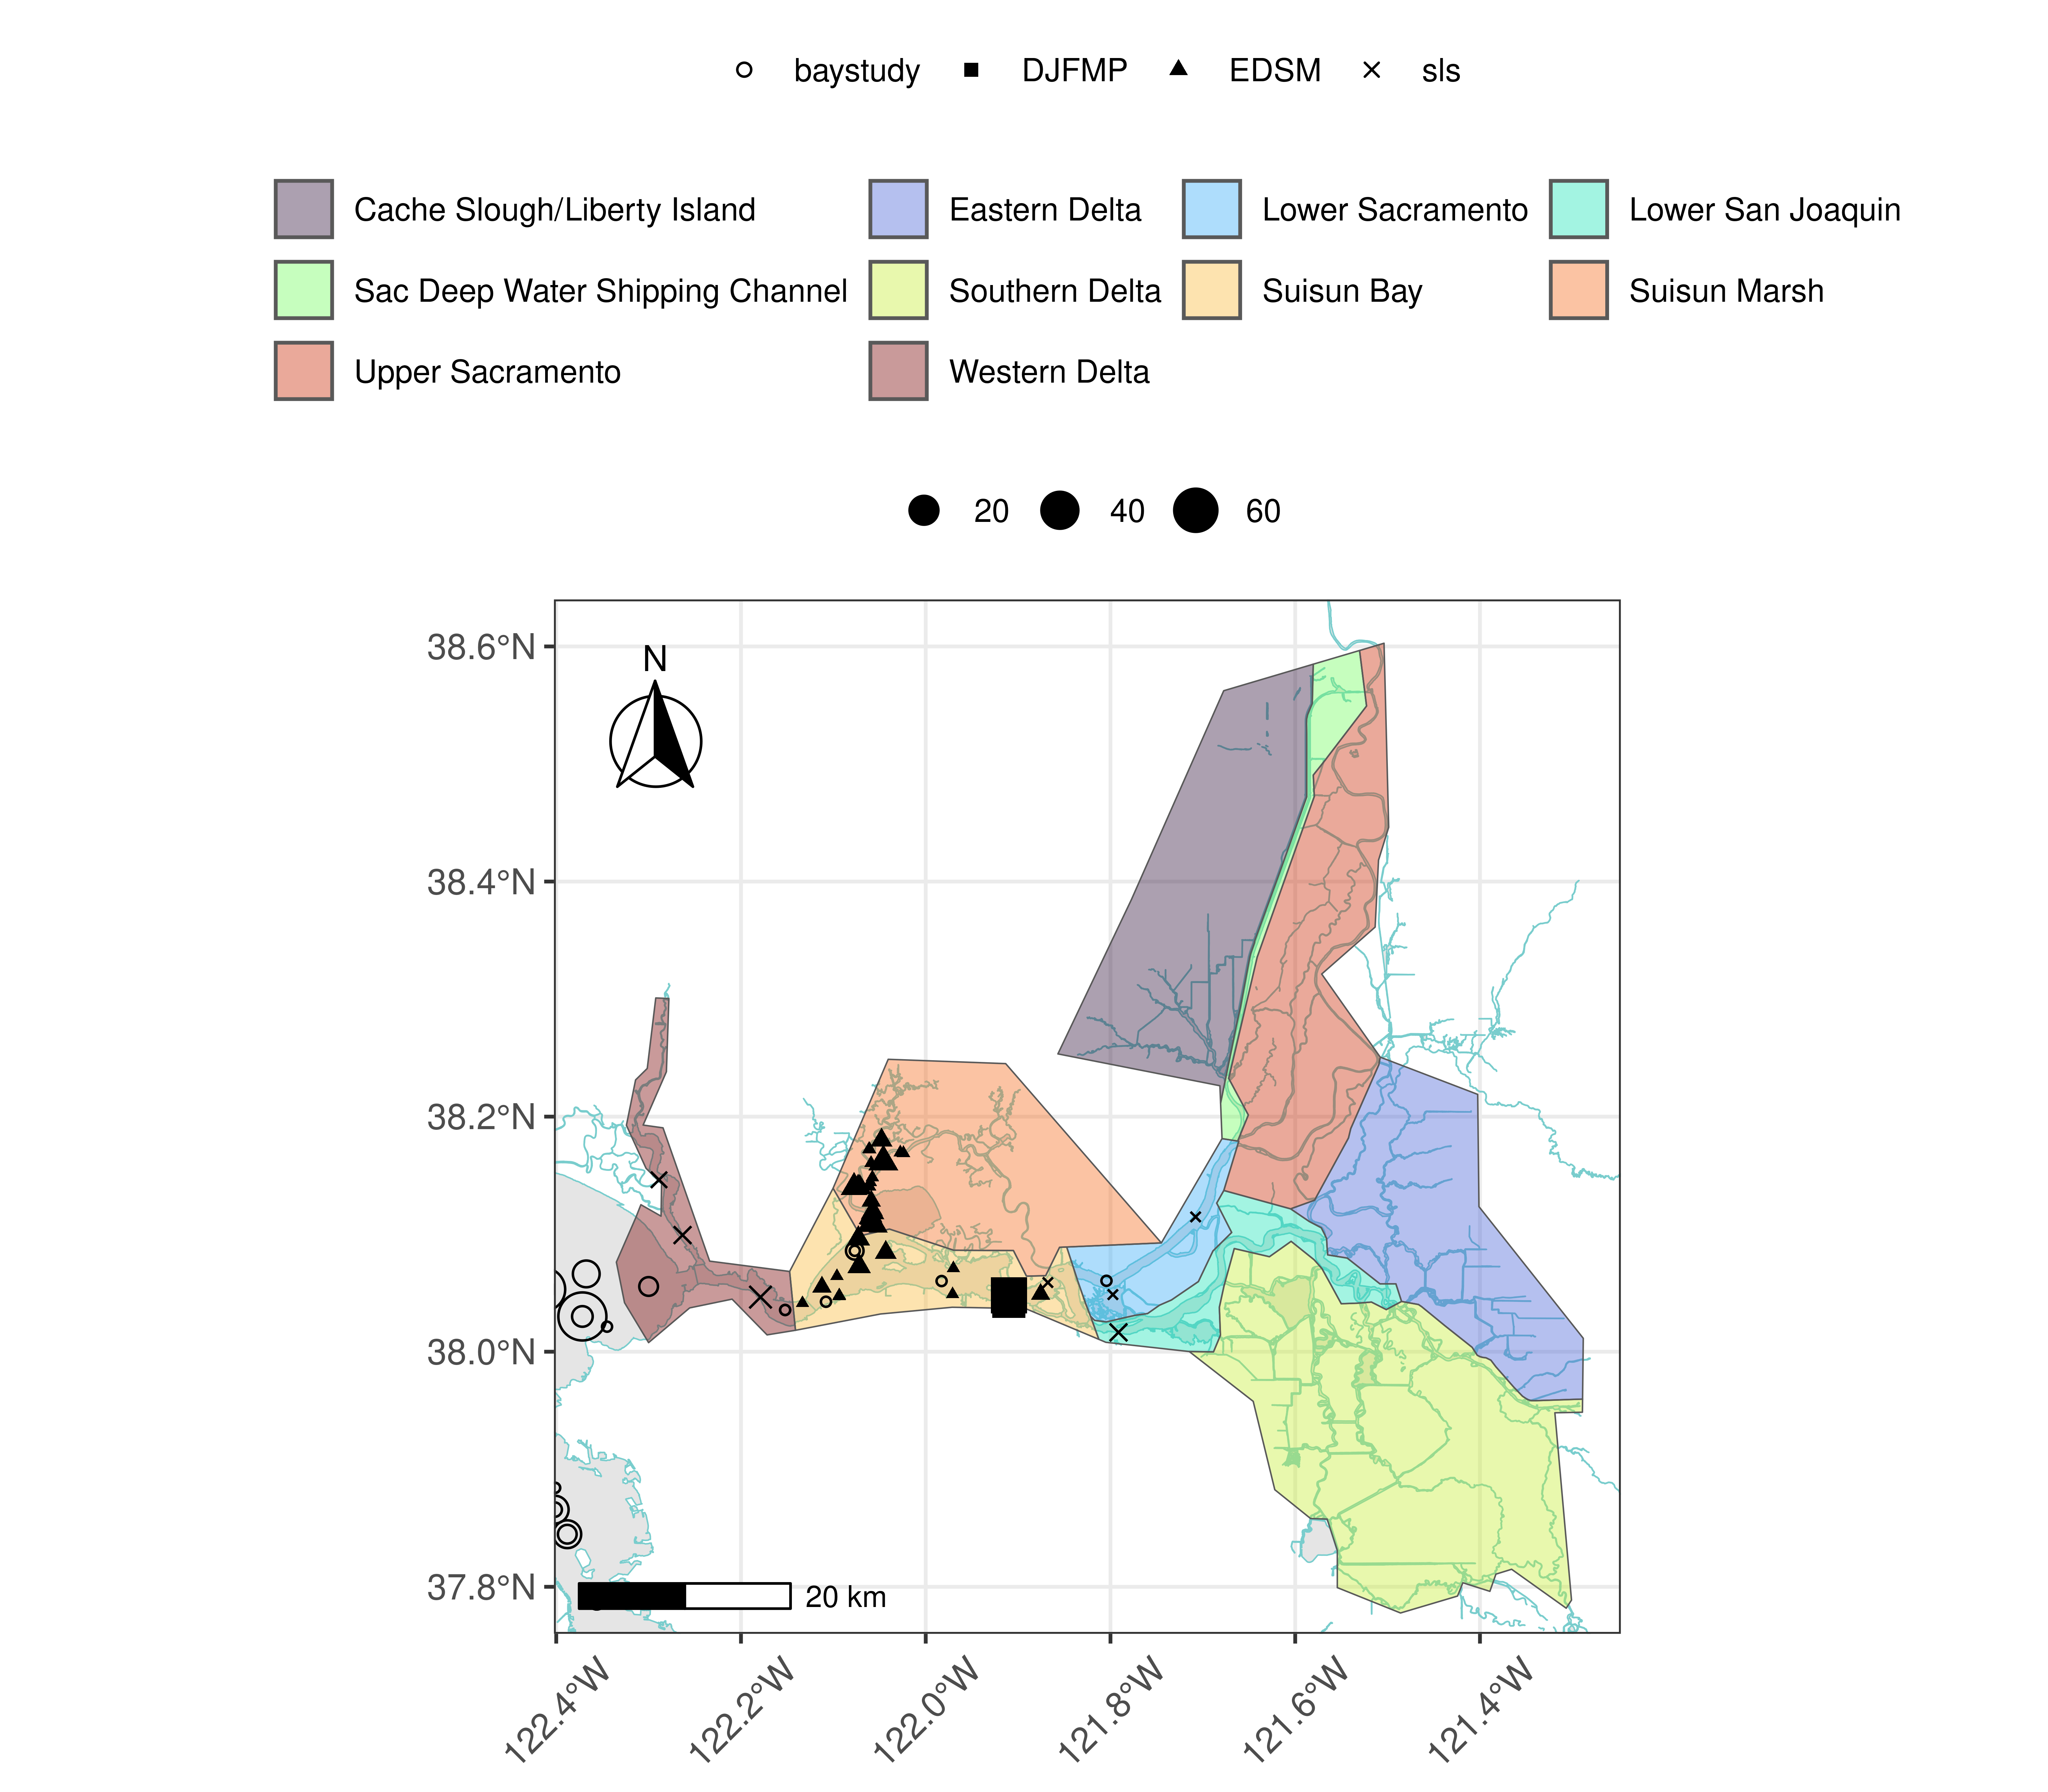 baystudy DJFMP EDSM sls
Cache Slough/Liberty Island Eastern Delta Lower Sacramento Lower San Joaquin
Sac Deep Water Shipping Channel Southern Delta Suisun Bay Suisun Marsh
Upper Sacramento Western Delta
20 40 60
38.6°N
N
38.4°N
38.2°N
38.0°N
37.8°N
20 km
122.4°W 122.2°W 122.0°W 121.8°W 121.6°W 121.4°W